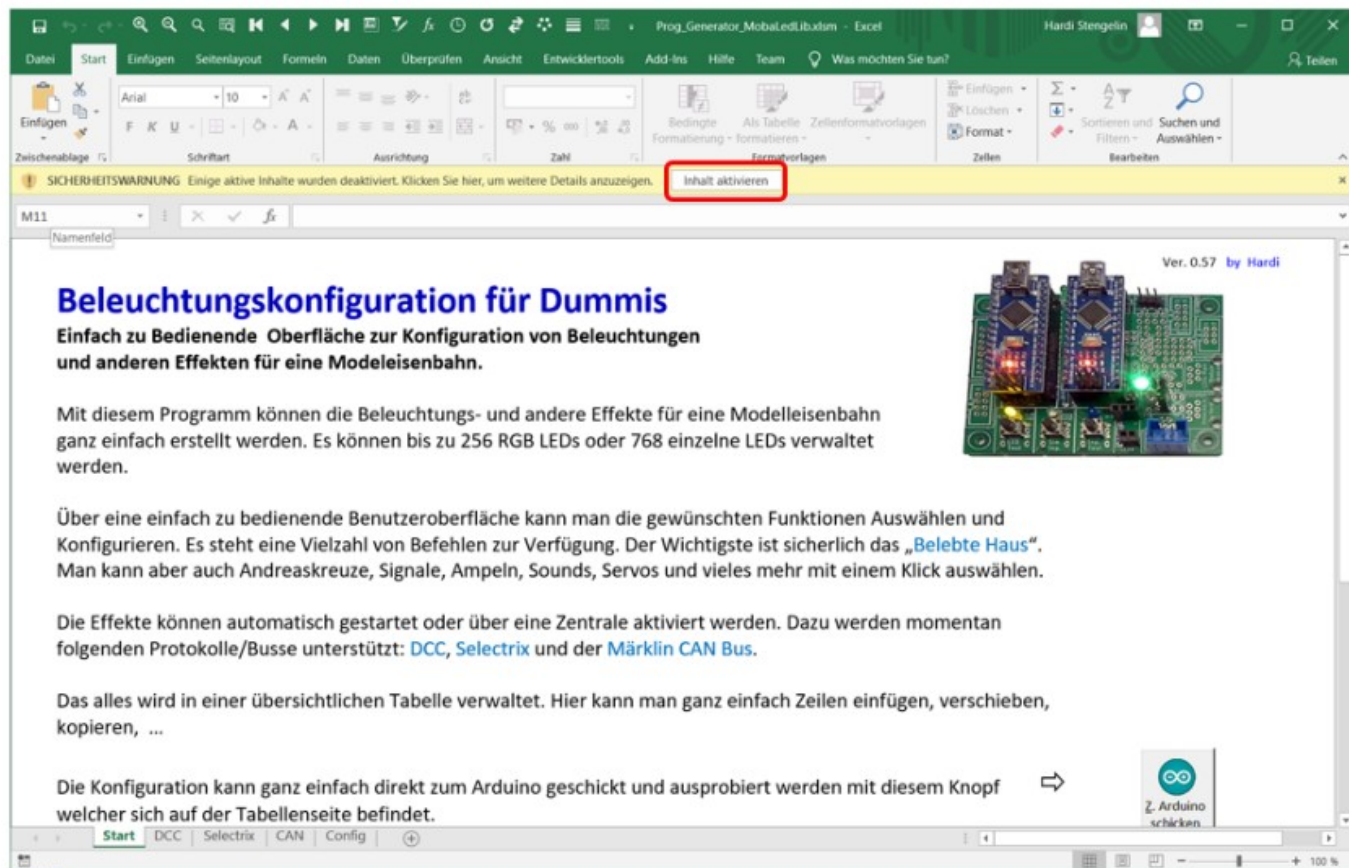 Prog_Generator_MobaLedLib.xlsm - Excel
Hardi Stengelin
Datei Start Einfügen Seitenlayout Formeln Daten Überprüfen Ansicht Entwicklertools Add-Ins Hilfe Team Was möchten Sie tun? Teilen
Einfügen
Arial 10
F K U
Bedingte Formatierung
Als Tabelle formatieren
Zellenformatvorlagen
Einfügen
Löschen
Format
Sortieren und Filtern
Suchen und Auswählen
Zwischenablage Schriftart Ausrichtung Zahl Formatvorlagen Zellen Bearbeiten
SICHERHEITSWARNUNG Einige aktive Inhalte wurden deaktiviert. Klicken Sie hier, um weitere Details anzuzeigen. Inhalt aktivieren
M11 fx
Namenfeld
Ver. 0.57 by Hardi
Beleuchtungskonfiguration für Dummis
Einfach zu Bedienende Oberfläche zur Konfiguration von Beleuchtungen
und anderen Effekten für eine Modeleisenbahn.
Mit diesem Programm können die Beleuchtungs- und andere Effekte für eine Modelleisenbahn
ganz einfach erstellt werden. Es können bis zu 256 RGB LEDs oder 768 einzelne LEDs verwaltet
werden.
Über eine einfach zu bedienende Benutzeroberfläche kann man die gewünschten Funktionen Auswählen und
Konfigurieren. Es steht eine Vielzahl von Befehlen zur Verfügung. Der Wichtigste ist sicherlich das „Belebte Haus“.
Man kann aber auch Andreaskreuze, Signale, Ampeln, Sounds, Servos und vieles mehr mit einem Klick auswählen.
Die Effekte können automatisch gestartet oder über eine Zentrale aktiviert werden. Dazu werden momentan
folgenden Protokolle/Busse unterstützt: DCC, Selectrix und der Märklin CAN Bus.
Das alles wird in einer übersichtlichen Tabelle verwaltet. Hier kann man ganz einfach Zeilen einfügen, verschieben,
kopieren, ...
Die Konfiguration kann ganz einfach direkt zum Arduino geschickt und ausprobiert werden mit diesem Knopf
welcher sich auf der Tabellenseite befindet.
Z. Arduino
schicken
Start DCC Selectrix CAN Config
100 %